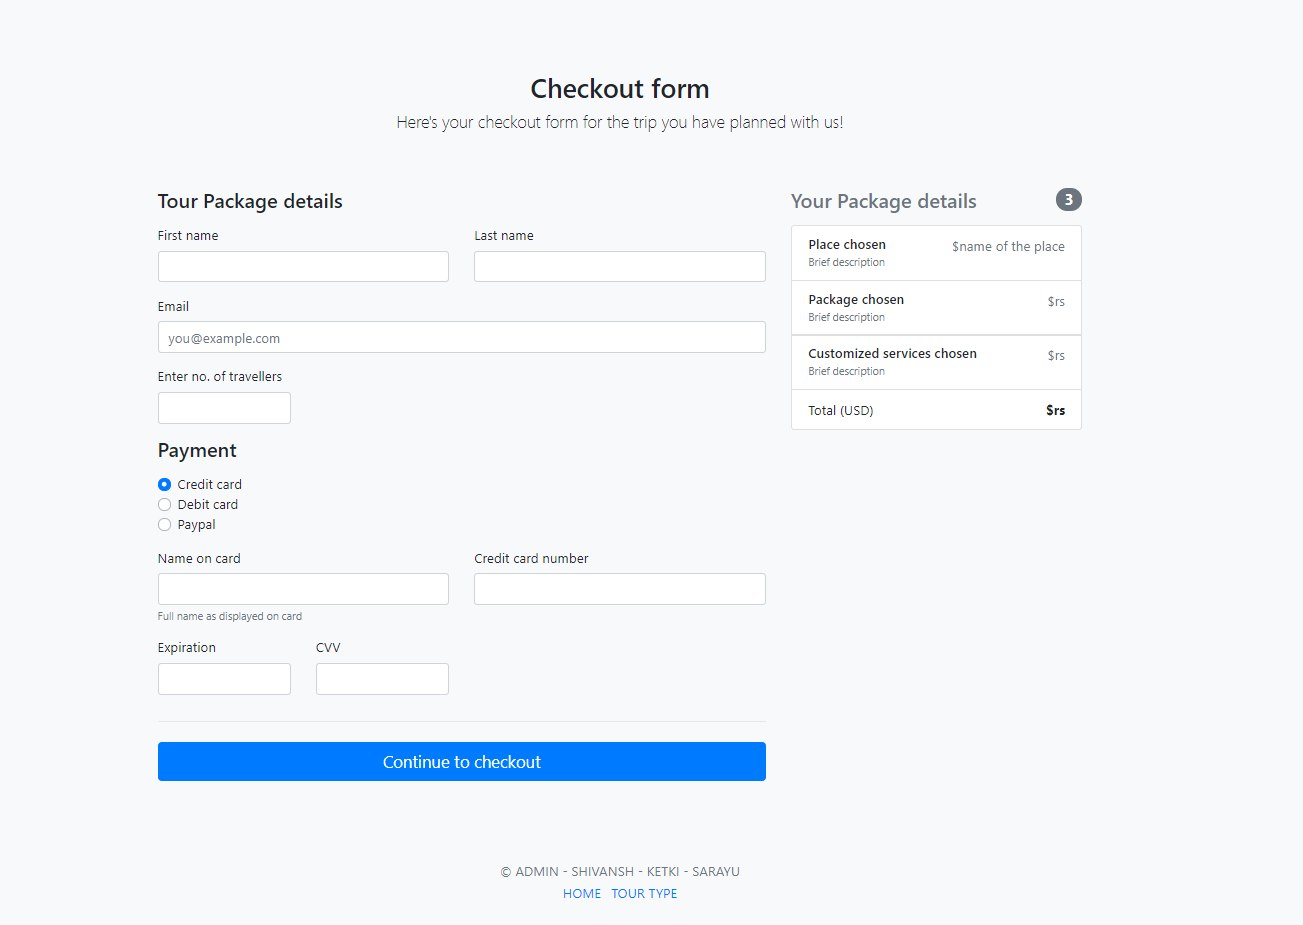 Checkout form
Here's your checkout form for the trip you have planned with us!
Tour Package details
First name
Last name
Email
you@example.com
Enter no. of travellers
Payment
Credit card
Debit card
Paypal
Name on card
Credit card number
Full name as displayed on card
Expiration
CVV
Continue to checkout
Your Package details
3
Place chosen
$name of the place
Brief description
Package chosen
$rs
Brief description
Customized services chosen
$rs
Brief description
Total (USD)
$rs
© ADMIN - SHIVANSH - KETKI - SARAYU
HOME TOUR TYPE